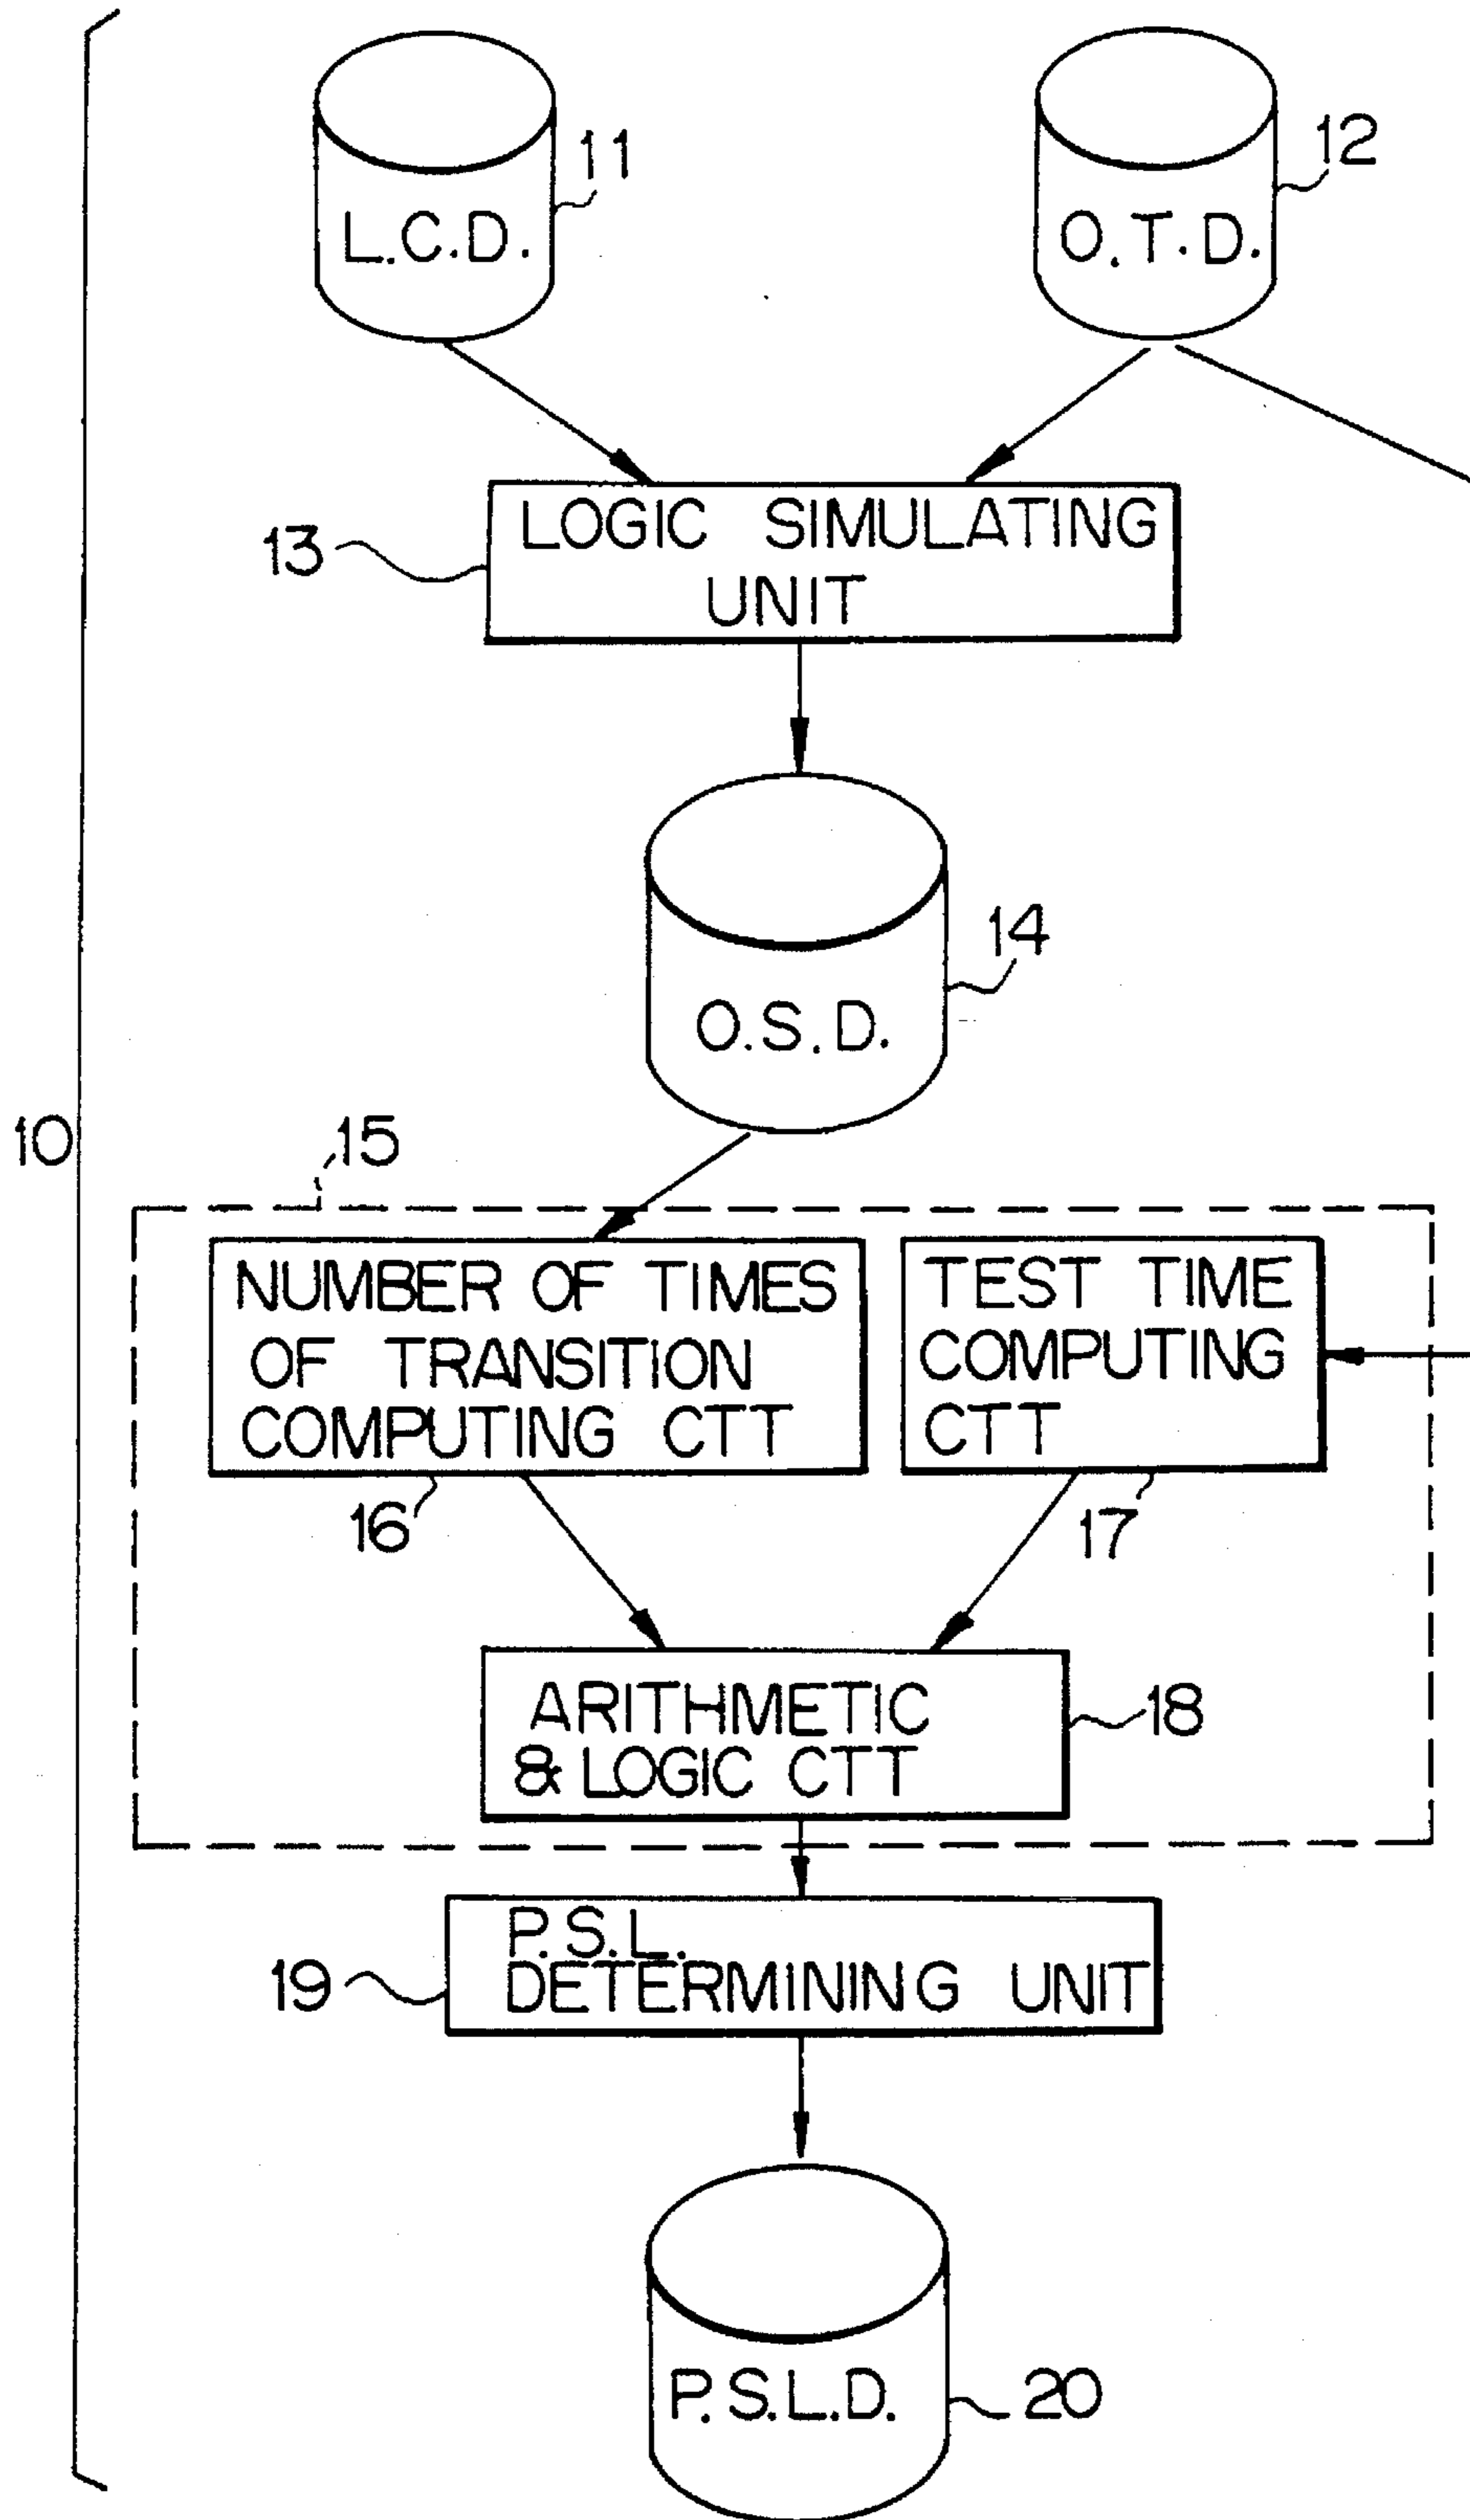 11
12
L.C.D.
O.T.D.
LOGIC SIMULATING
UNIT
13
14
O.S.D.
10
15
NUMBER OF TIMES
OF TRANSITION
COMPUTING CTT
TEST TIME
COMPUTING
CTT
16
17
ARITHMETIC
& LOGIC CTT
18
P.S.L.
DETERMINING UNIT
19
P.S.L.D.
20